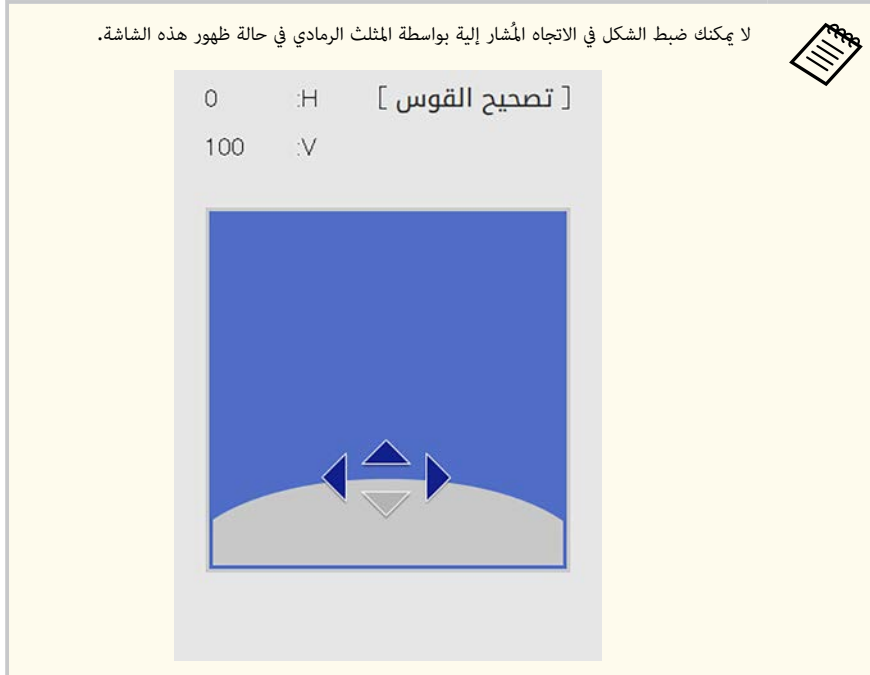 لا يمكنك ضبط الشكل في الاتجاه المُشار إلية بواسطة المثلث الرمادي في حالة ظهور هذه الشاشة.
[ تصحيح القوس ] H: 0
V: 100